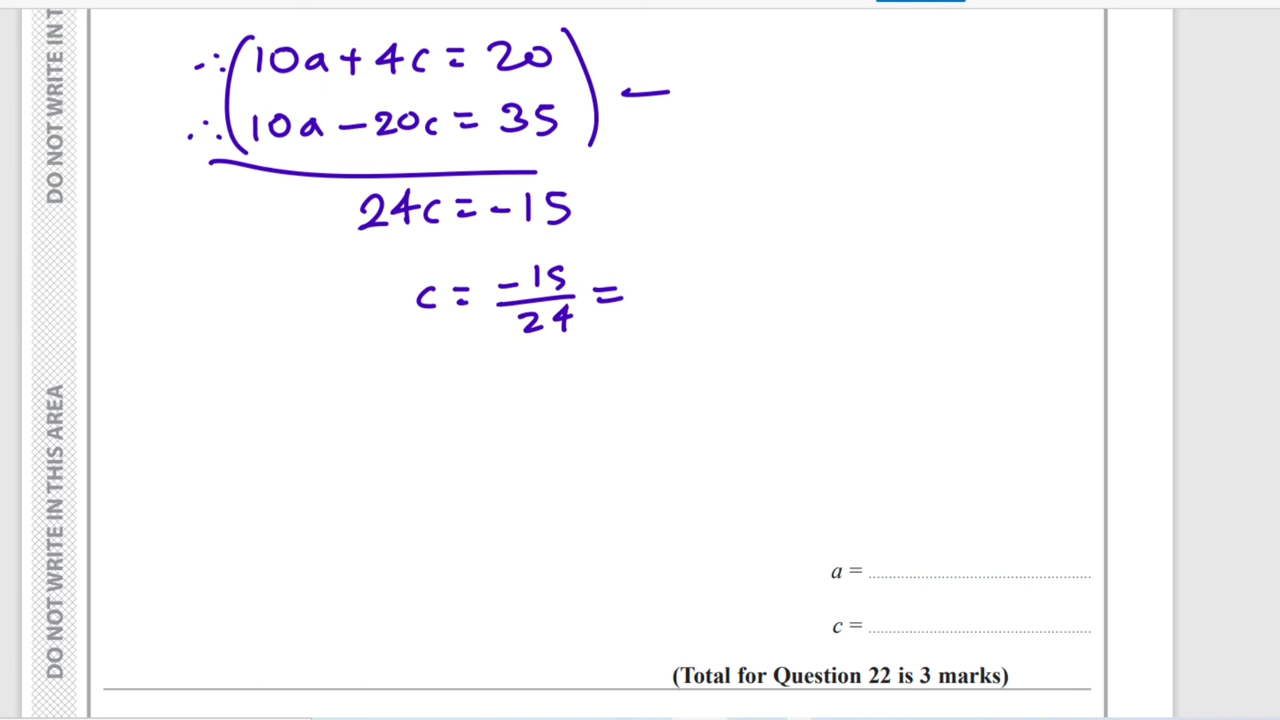 DO NOT WRITE IN T
∴(10a + 4c = 20) −
∴(10a − 20c = 35)
24c = -15
c = -15/24 =
DO NOT WRITE IN THIS AREA
a =
c =
(Total for Question 22 is 3 marks)